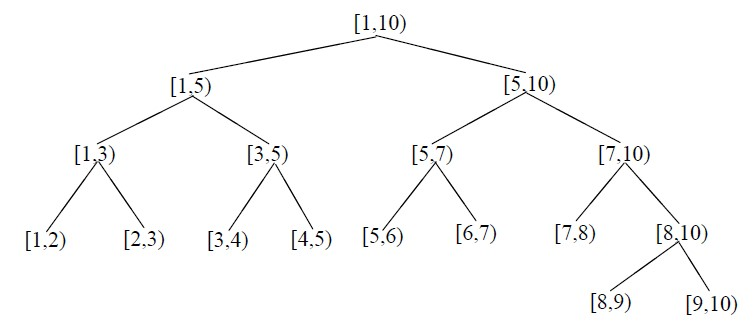 [1,10)
[1,5) [5,10)
[1,3) [3,5) [5,7) [7,10)
[1,2) [2,3) [3,4) [4,5) [5,6) [6,7) [7,8) [8,10)
[8,9) [9,10)